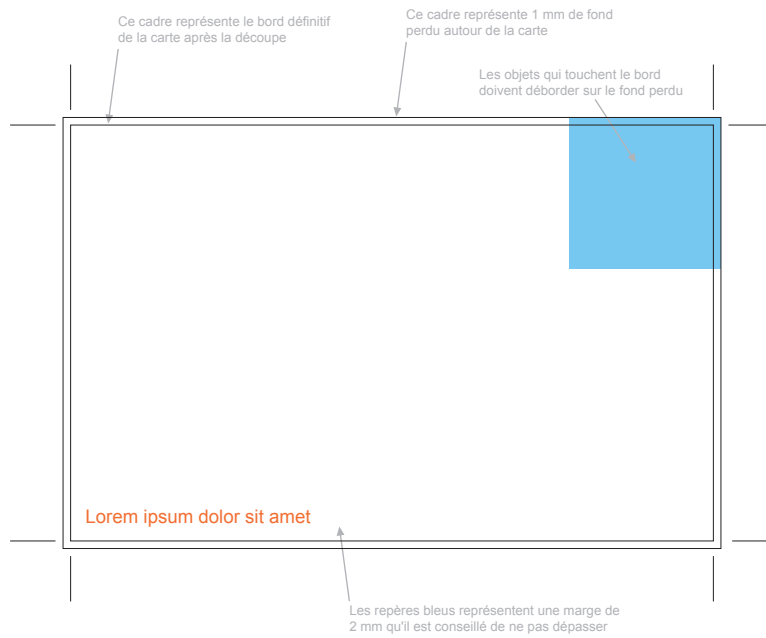 Ce cadre représente le bord définitif
de la carte après la découpe
Ce cadre représente 1 mm de fond
perdu autour de la carte
Les objets qui touchent le bord
doivent déborder sur le fond perdu
Lorem ipsum dolor sit amet
Les repères bleus représentent une marge de
2 mm qu'il est conseillé de ne pas dépasser